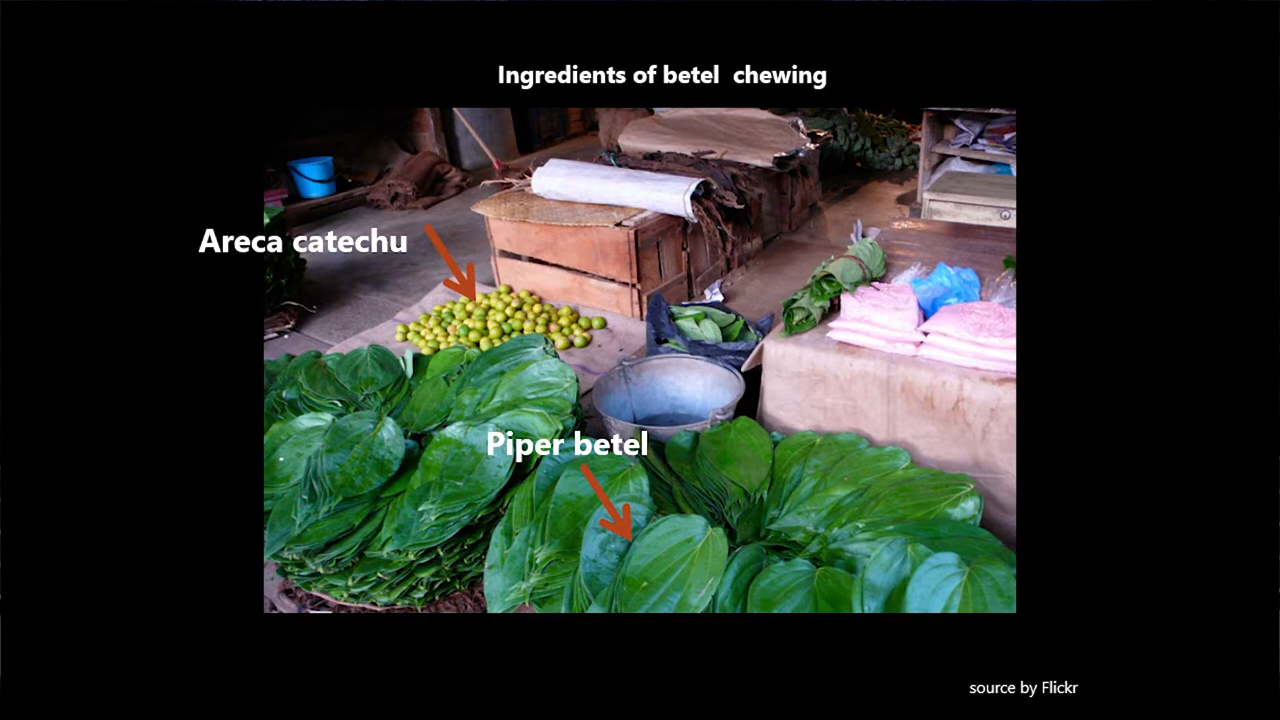 Ingredients of betel  chewing
Areca catechu
Piper betel
source by Flickr